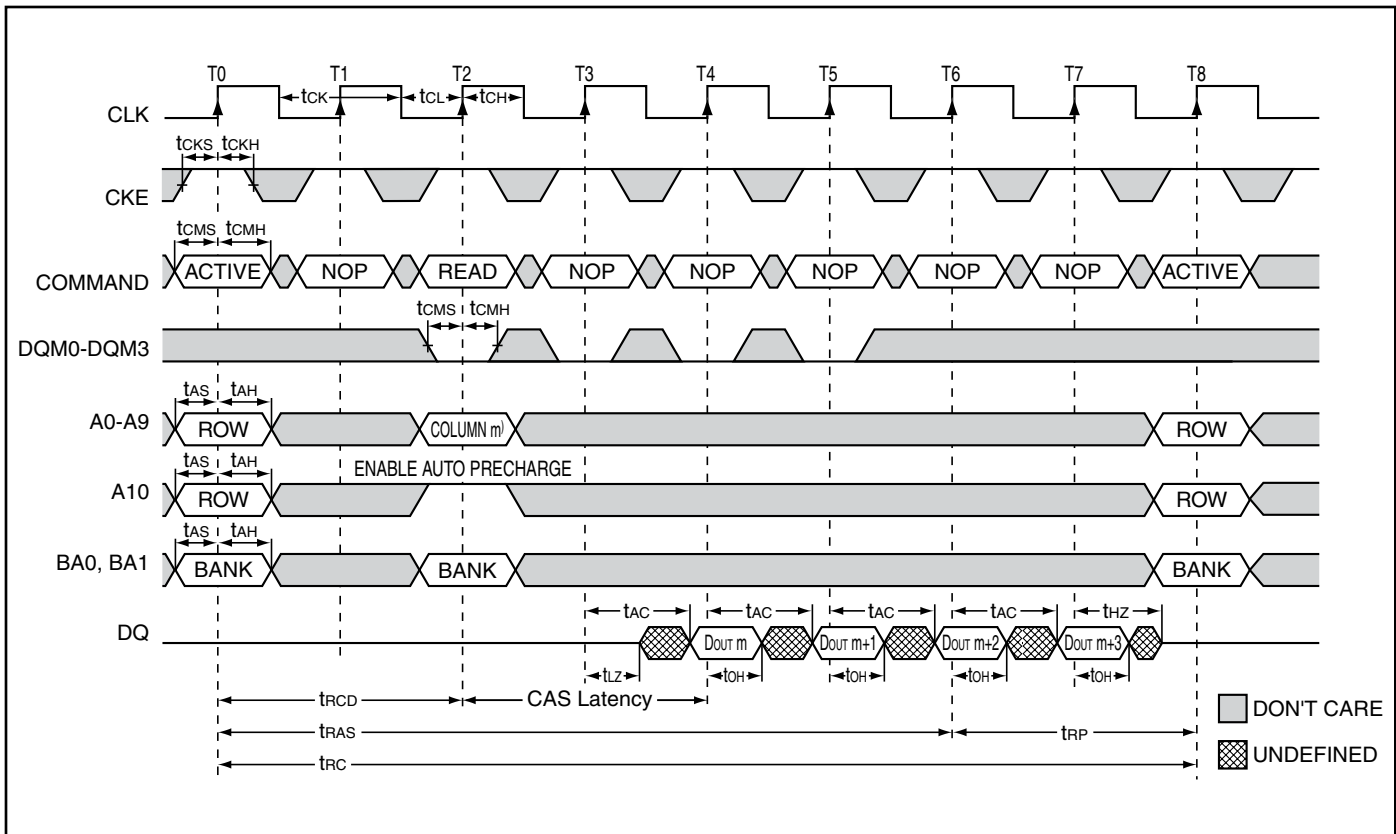 T0 T1 T2 T3 T4 T5 T6 T7 T8
CLK
tCK tCL tCH
tCKS tCKH
CKE
tCMS tCMH
COMMAND ACTIVE NOP READ NOP NOP NOP NOP NOP ACTIVE
tCMS tCMH
DQM0-DQM3
tAS tAH
A0-A9 ROW COLUMN m) ROW
tAS tAH ENABLE AUTO PRECHARGE
A10 ROW ROW
tAS tAH
BA0, BA1 BANK BANK BANK
tAC tAC tAC tAC tHZ
DQ DOUT m DOUT m+1 DOUT m+2 DOUT m+3
tLZ tOH tOH tOH tOH
tRCD CAS Latency
tRAS tRP
tRC
DON'T CARE
UNDEFINED